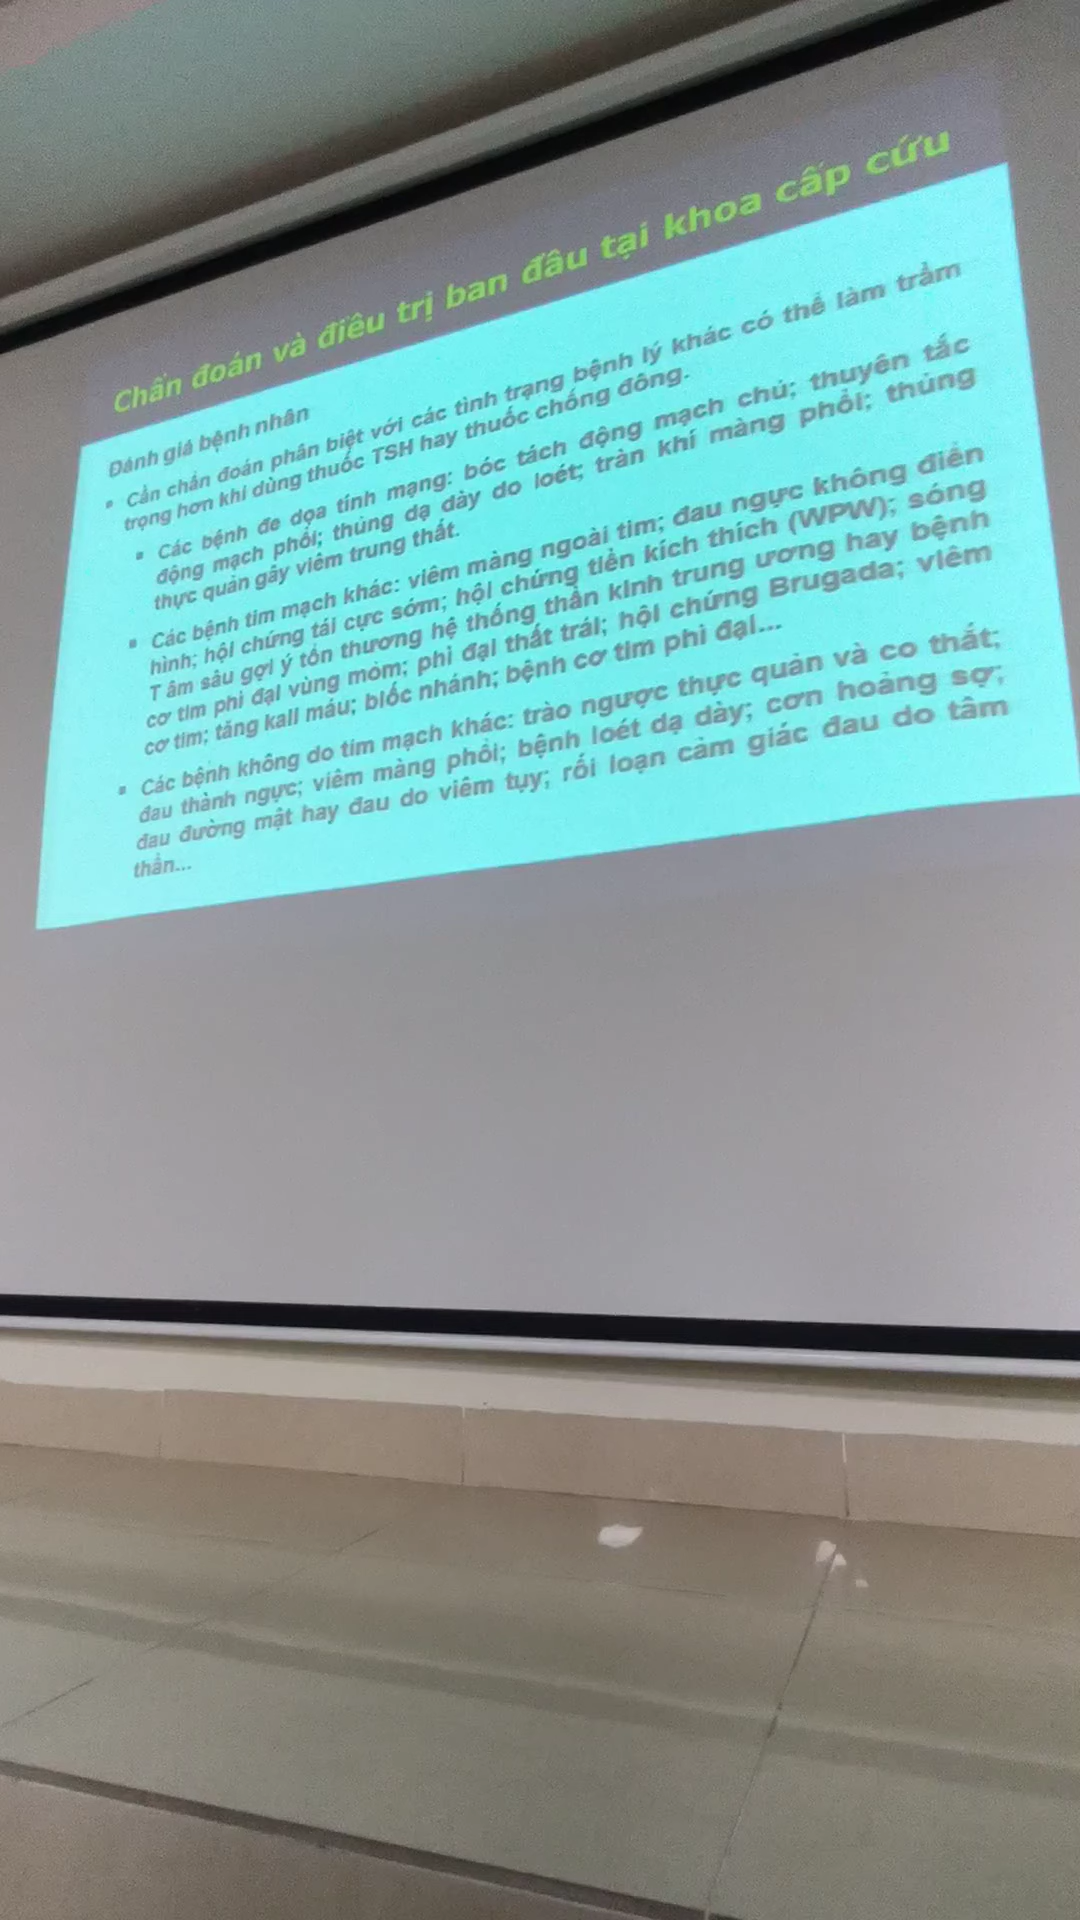 Chẩn đoán và điều trị ban đầu tại khoa cấp cứu
Đánh giá bệnh nhân
▪ Cần chẩn đoán phân biệt với các tình trạng bệnh lý khác có thể làm trầm
trọng hơn khi dùng thuốc TSH hay thuốc chống đông.
▪ Các bệnh đe dọa tính mạng: bóc tách động mạch chủ; thuyên tắc
động mạch phổi; thủng dạ dày do loét; tràn khí màng phổi; thủng
thực quản gây viêm trung thất.
▪ Các bệnh tim mạch khác: viêm màng ngoài tim; đau ngực không điển
hình; hội chứng tái cực sớm; hội chứng tiền kích thích (WPW); sóng
T âm sâu gợi ý tổn thương hệ thống thần kinh trung ương hay bệnh
cơ tim phì đại vùng mỏm; phì đại thất trái; hội chứng Brugada; viêm
cơ tim; tăng kali máu; blốc nhánh; bệnh cơ tim phì đại...
▪ Các bệnh không do tim mạch khác: trào ngược thực quản và co thắt;
đau thành ngực; viêm màng phổi; bệnh loét dạ dày; cơn hoảng sợ;
đau đường mật hay đau do viêm tụy; rối loạn cảm giác đau do tâm
thần...